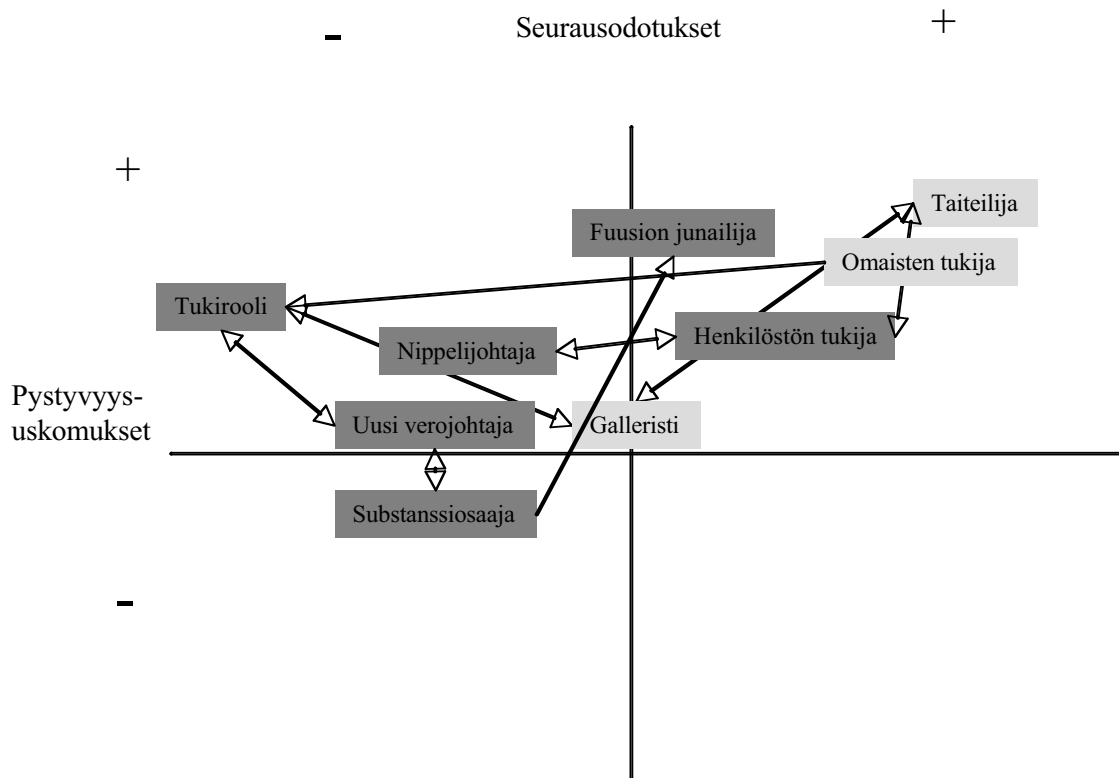 - Seurausodotukset +
+
Taiteilija
Fuusion junailija
Omaisten tukija
Tukirooli
Henkilöstön tukija
Nippelijohtaja
Pystyvyys-
uskomukset
Uusi verojohtaja
Galleristi
Substanssiosaaja
-